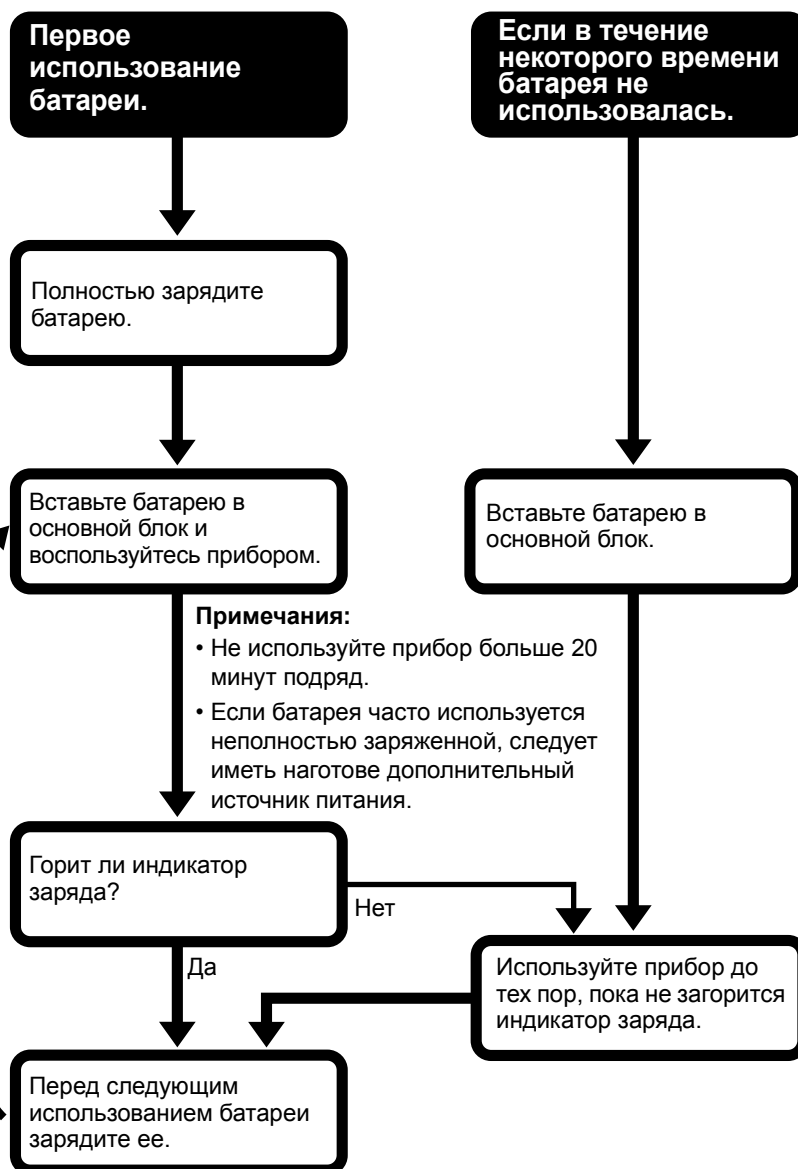 Первое
использование
батареи.
Если в течение
некоторого времени
батарея не
использовалась.
Полностью зарядите
батарею.
Вставьте батарею в
основной блок и
воспользуйтесь прибором.
Вставьте батарею в
основной блок.
Примечания:
• Не используйте прибор больше 20
минут подряд.
• Если батарея часто используется
неполностью заряженной, следует
иметь наготове дополнительный
источник питания.
Горит ли индикатор
заряда?
Нет
Да
Используйте прибор до
тех пор, пока не загорится
индикатор заряда.
Перед следующим
использованием батареи
зарядите ее.